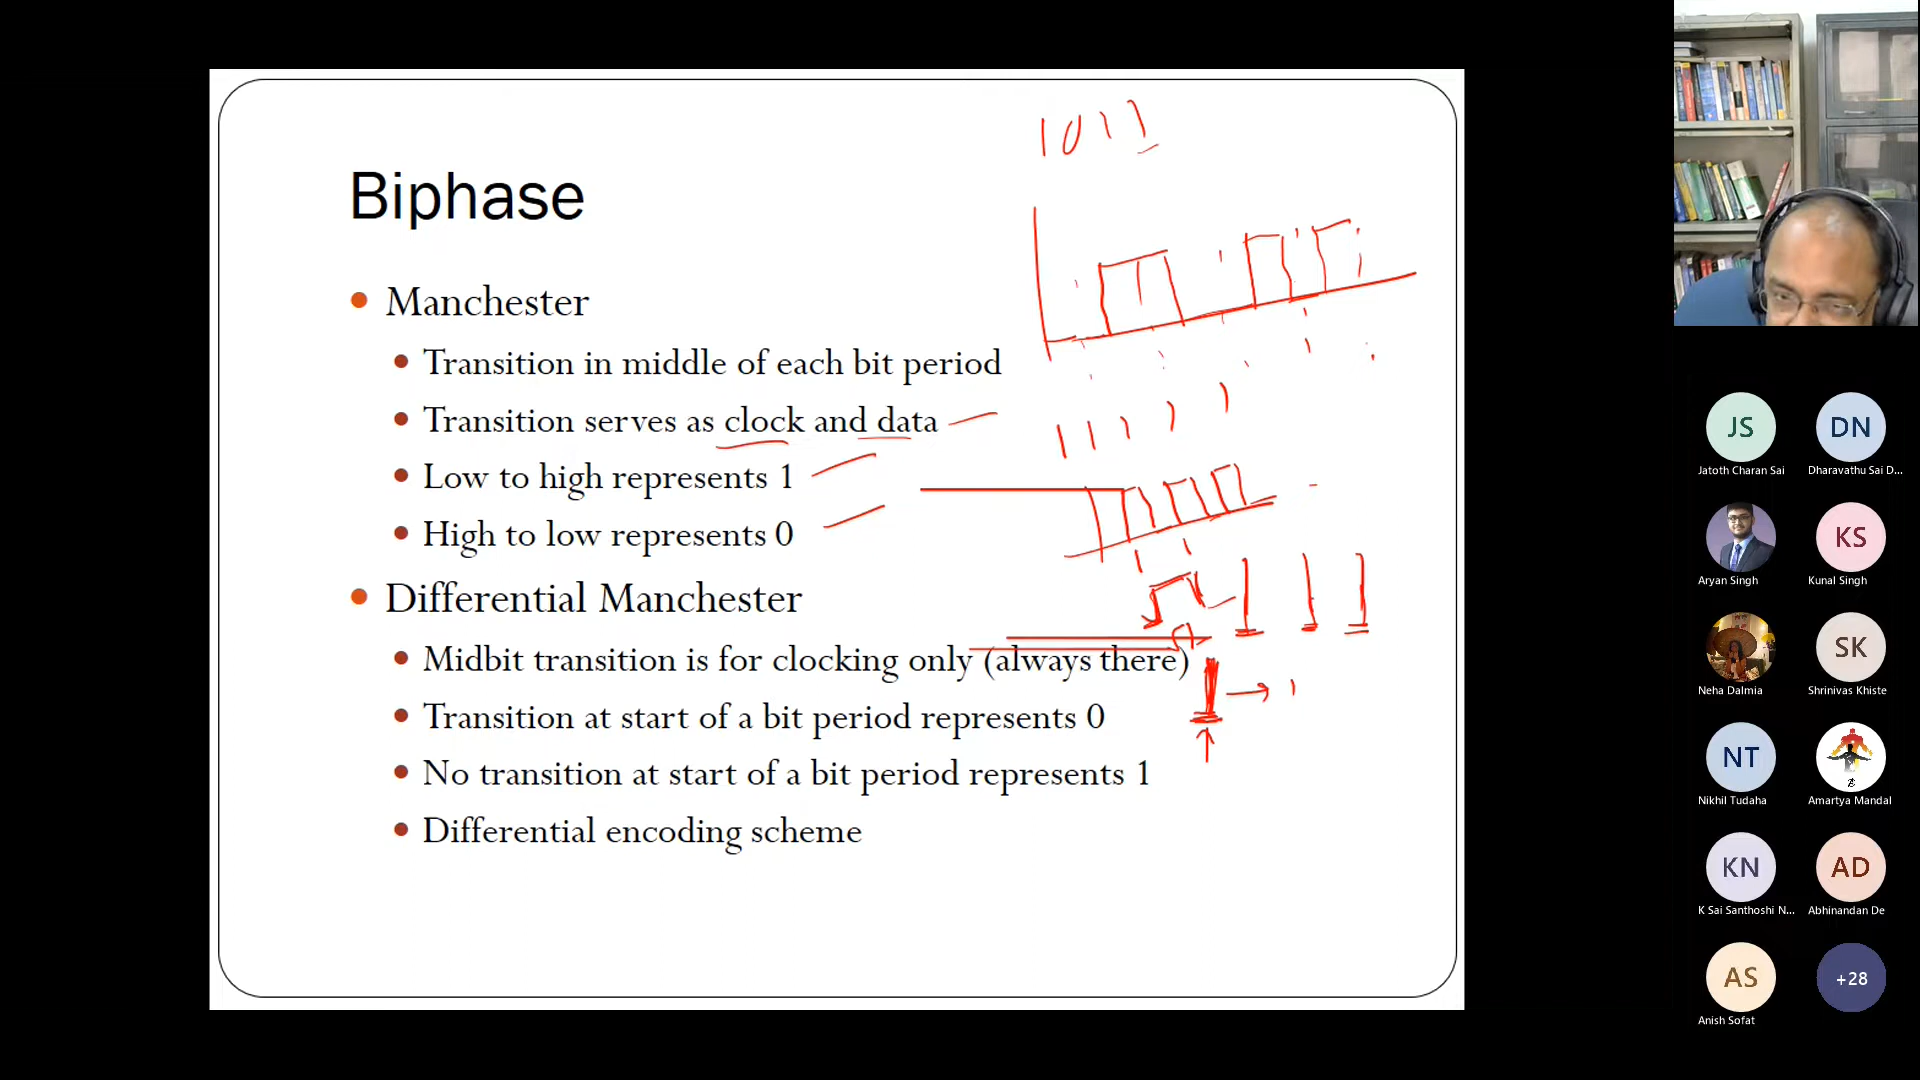 1011
Biphase
Manchester
Transition in middle of each bit period
Transition serves as clock and data
Low to high represents 1
High to low represents 0
Differential Manchester
Midbit transition is for clocking only (always there)
Transition at start of a bit period represents 0
No transition at start of a bit period represents 1
Differential encoding scheme
JS
DN
Jatoth Charan Sai
Dharavathu Sai D...
KS
Aryan Singh
Kunal Singh
SK
Neha Dalmia
Shrinivas Khiste
NT
Nikhil Tudaha
Amartya Mandal
KN
AD
K Sai Santhoshi N...
Abhinandan De
AS
+28
Anish Sofat